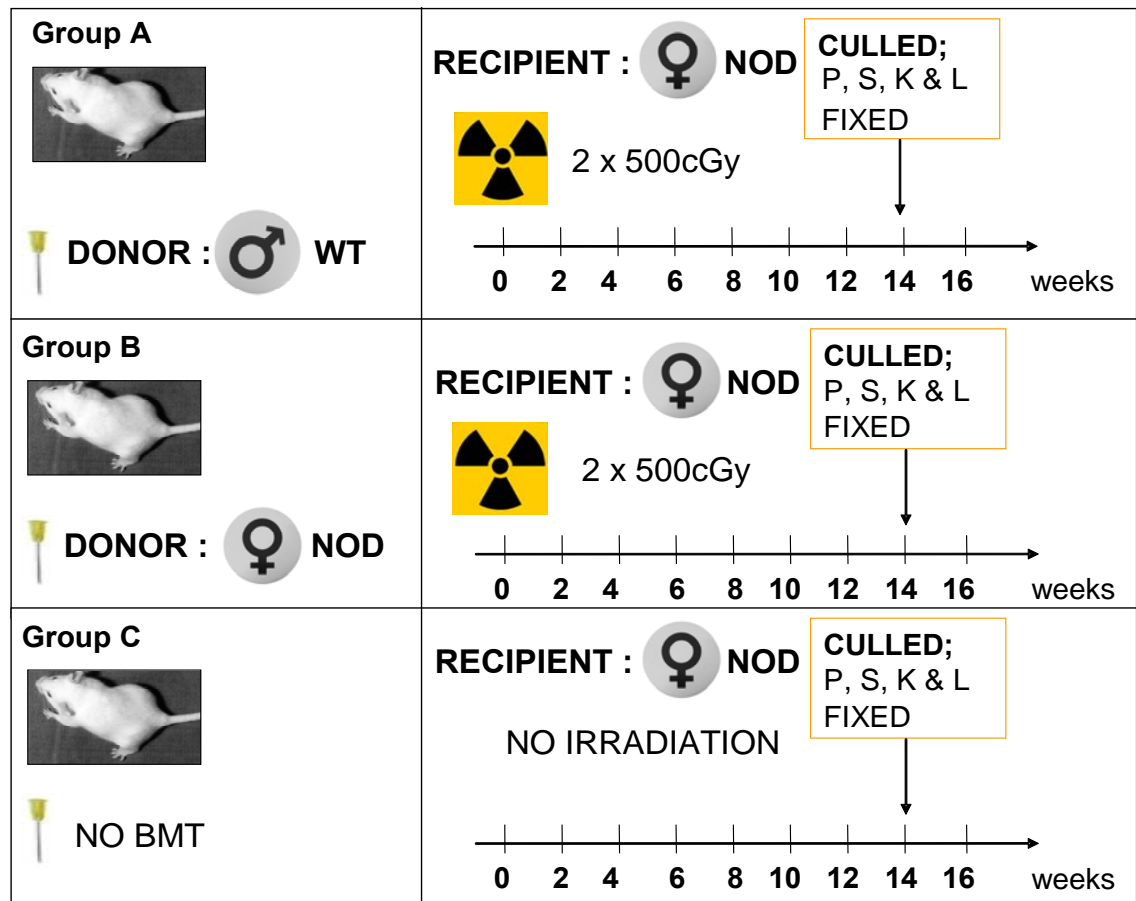 Group A
DONOR : WT
RECIPIENT : NOD
2 x 500cGy
CULLED;
P, S, K & L
FIXED
0 2 4 6 8 10 12 14 16 weeks
Group B
DONOR : NOD
RECIPIENT : NOD
2 x 500cGy
CULLED;
P, S, K & L
FIXED
0 2 4 6 8 10 12 14 16 weeks
Group C
NO BMT
RECIPIENT : NOD
NO IRRADIATION
CULLED;
P, S, K & L
FIXED
0 2 4 6 8 10 12 14 16 weeks